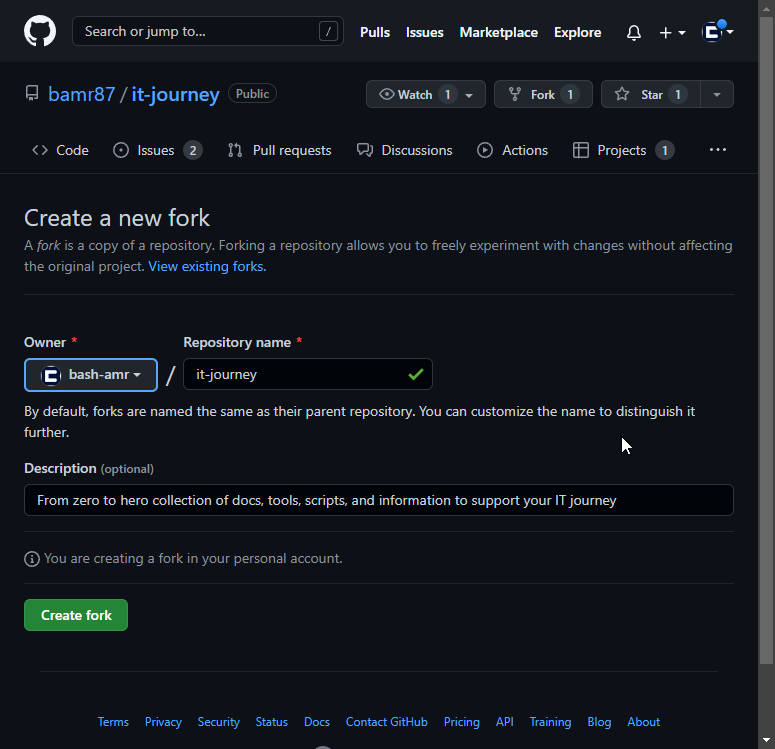 Search or jump to... /
Pulls Issues Marketplace Explore
bamr87 / it-journey Public
Watch 1 Fork 1 Star 1
Code Issues 2 Pull requests Discussions Actions Projects 1 ...
Create a new fork
A fork is a copy of a repository. Forking a repository allows you to freely experiment with changes without affecting
the original project. View existing forks.
Owner * Repository name *
bash-amr / it-journey
By default, forks are named the same as their parent repository. You can customize the name to distinguish it
further.
Description (optional)
From zero to hero collection of docs, tools, scripts, and information to support your IT journey
You are creating a fork in your personal account.
Create fork
Terms Privacy Security Status Docs Contact GitHub Pricing API Training Blog About